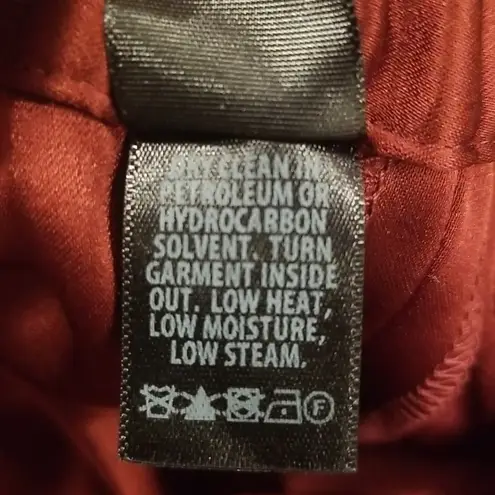 DRY CLEAN IN
PETROLEUM OR
HYDROCARBON
SOLVENT. TURN
GARMENT INSIDE
OUT. LOW HEAT,
LOW MOISTURE,
LOW STEAM.
F